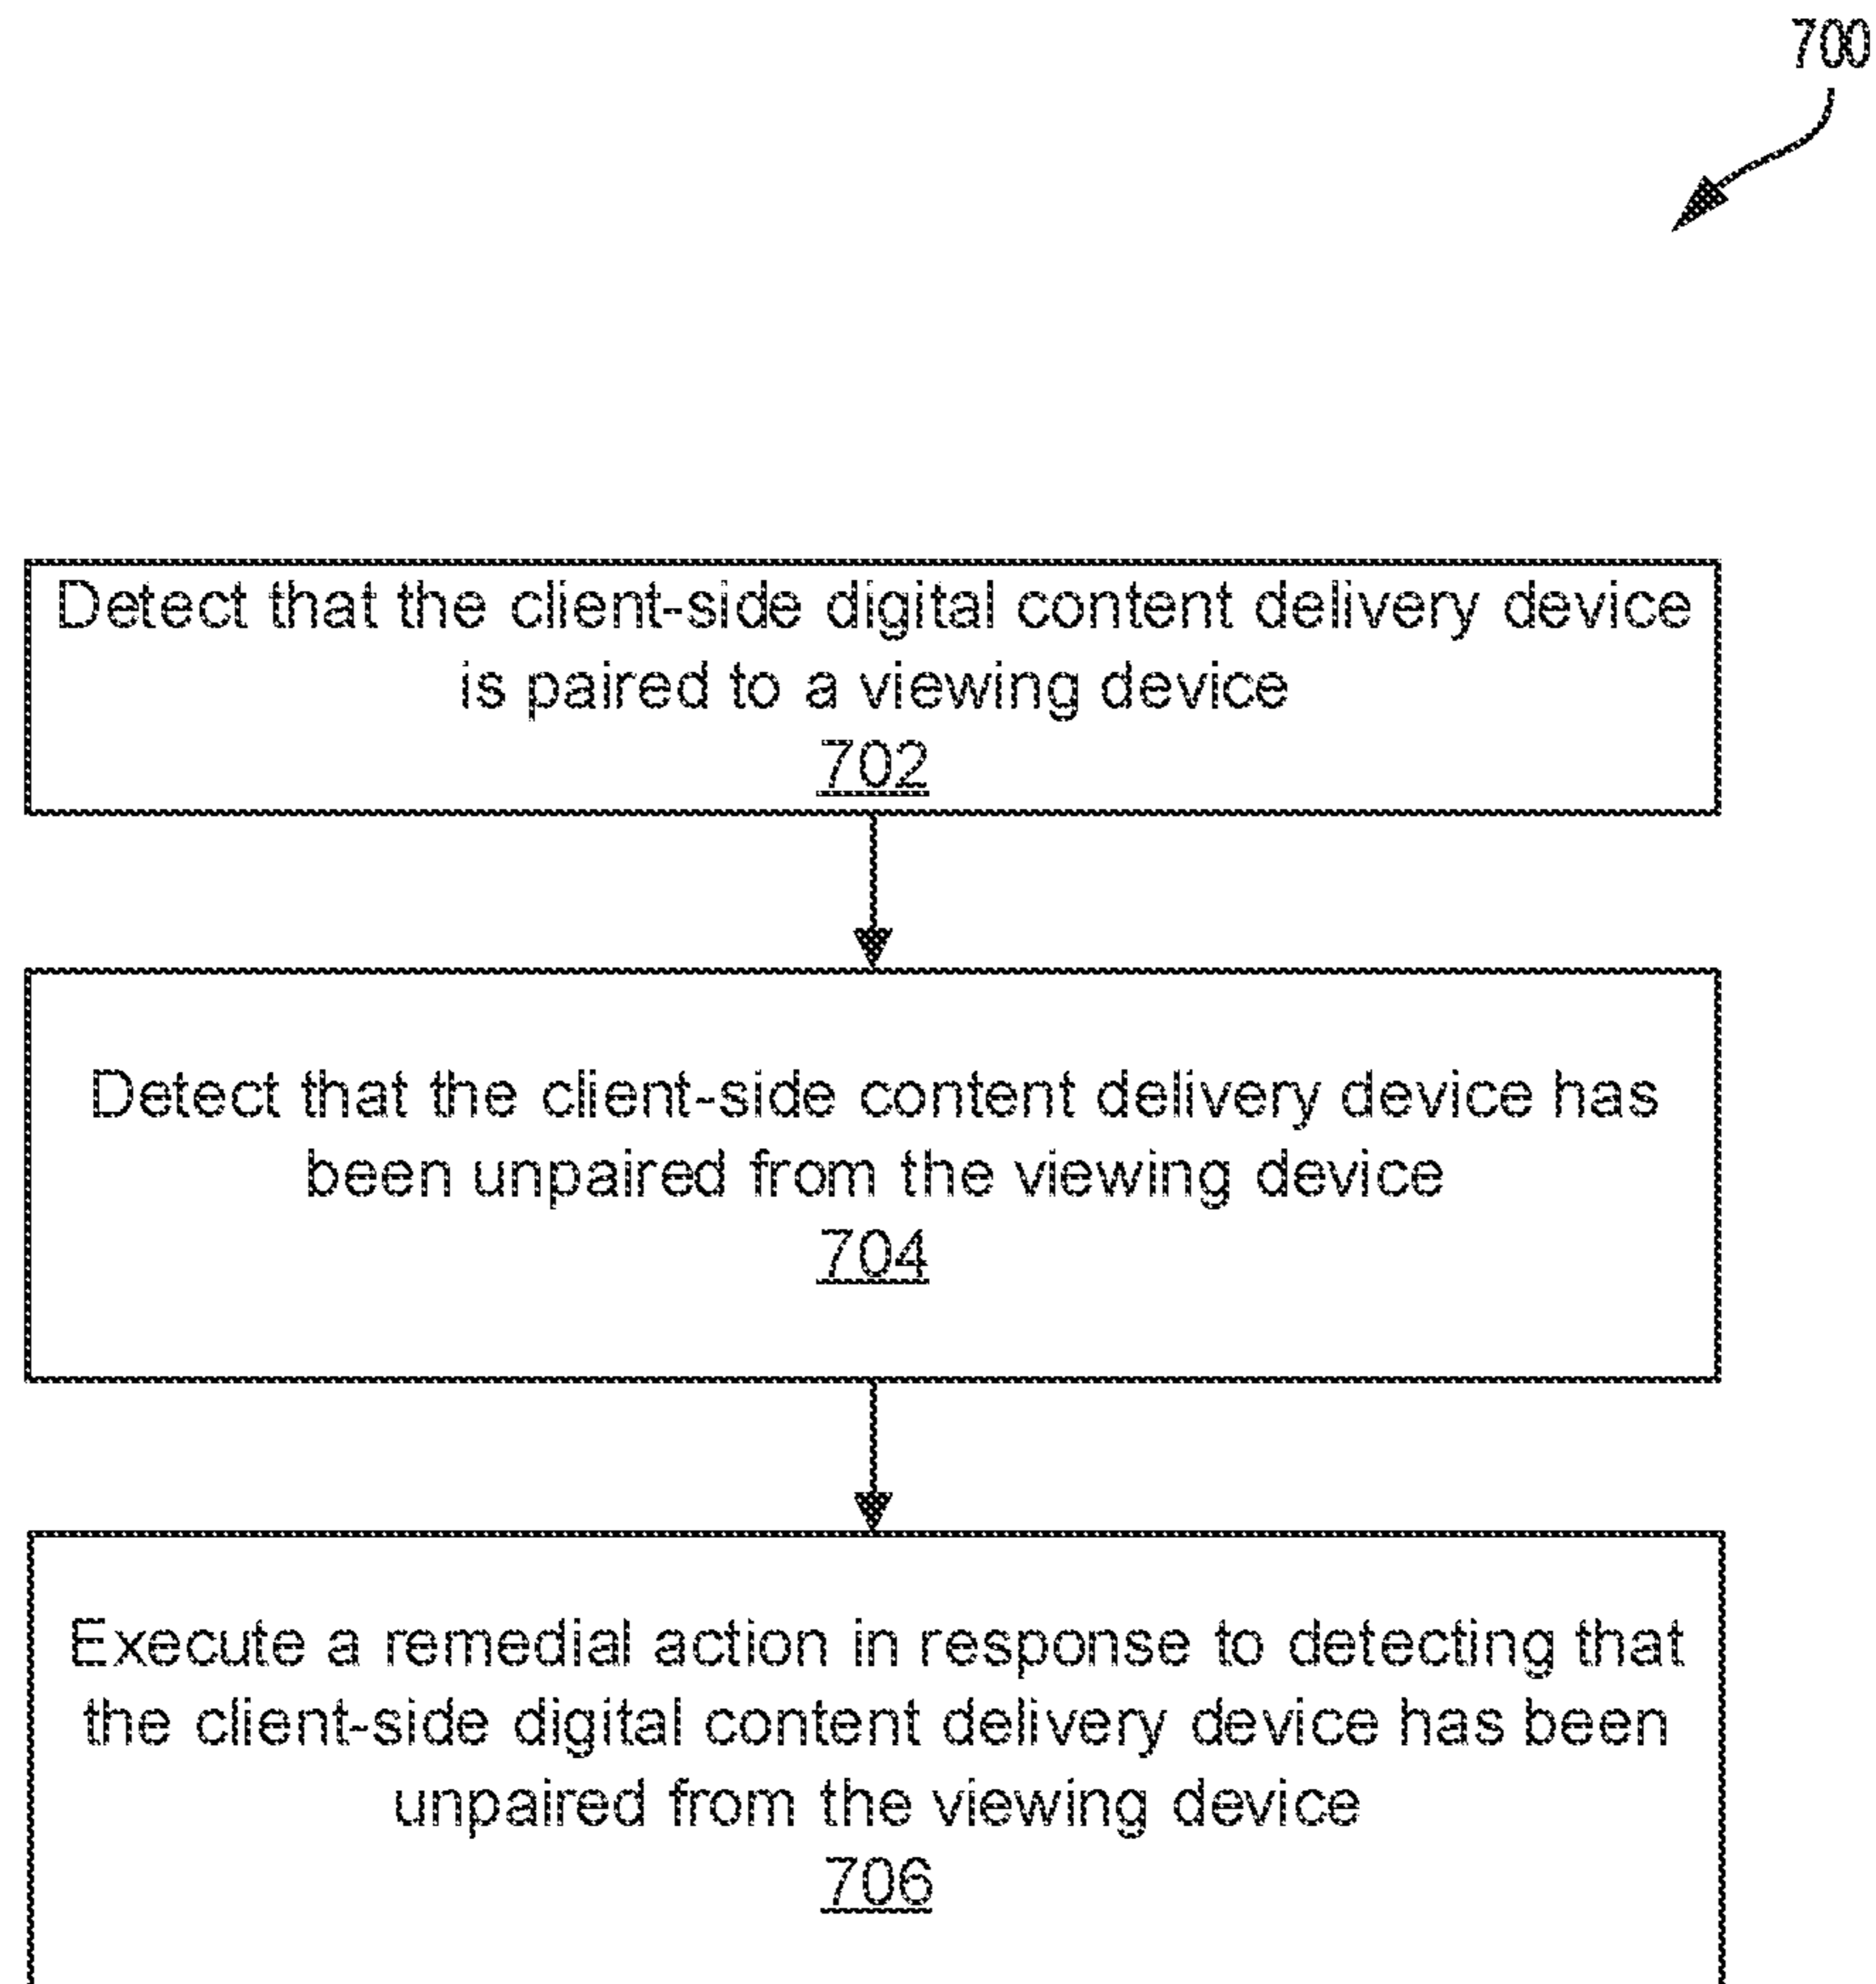 700
Detect that the client-side digital content delivery device
is paired to a viewing device
702
Detect that the client-side content delivery device has
been unpaired from the viewing device
704
Execute a remedial action in response to detecting that
the client-side digital content delivery device has been
unpaired from the viewing device
706